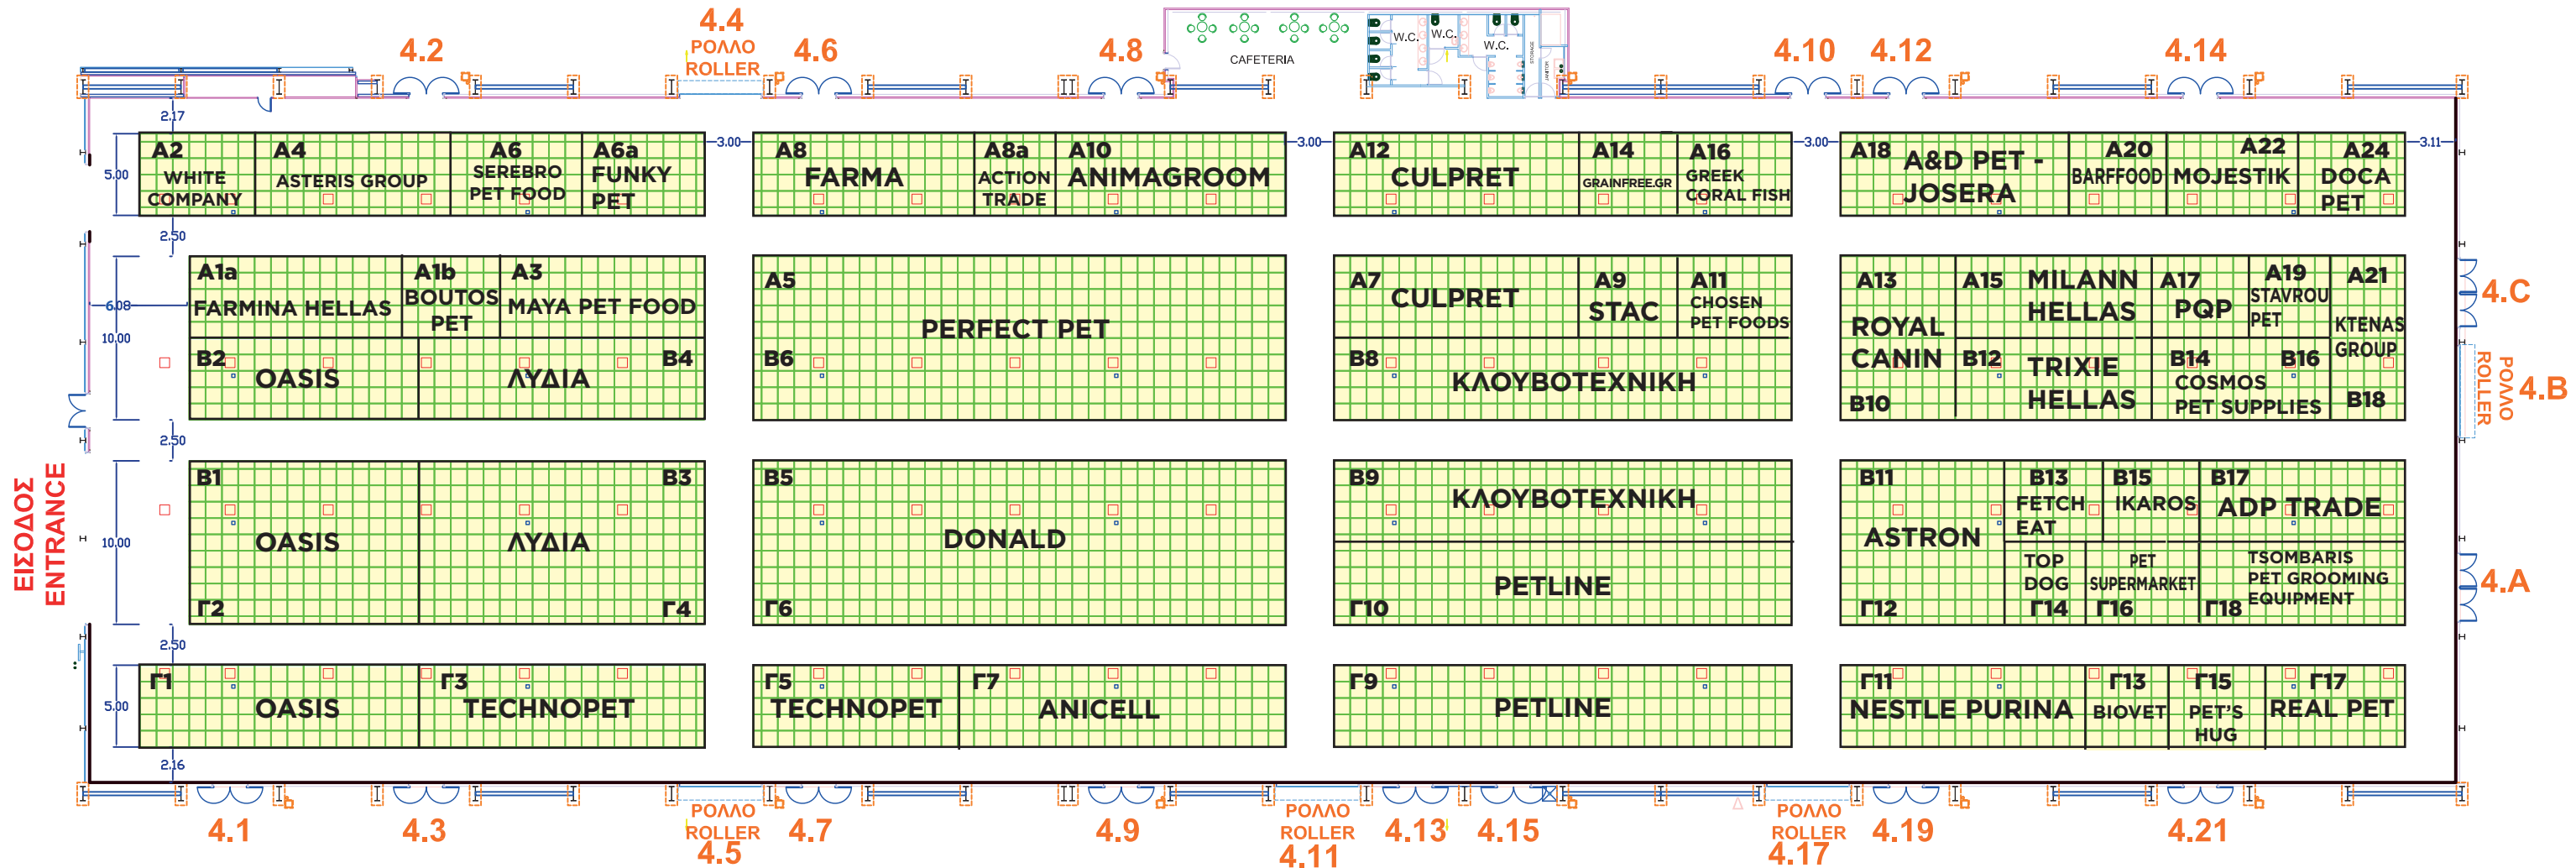 4.2
4.4
ΡΟΛΛΟ
ROLLER
4.6
4.8
CAFETERIA
W.C.
W.C.
W.C.
STORAGE
JANITOR
4.10
4.12
4.14
2.17
5.00
A2
WHITE
COMPANY
A4
ASTERIS GROUP
A6
SEREBRO
PET FOOD
A6a
FUNKY
PET
3.00
A8
FARMA
A8a
ACTION
TRADE
A10
ANIMAGROOM
3.00
A12
CULPRET
A14
GRAINFREE.GR
A16
GREEK
CORAL FISH
3.00
A18
A&D PET -
JOSERA
A20
BARFFOOD
A22
MOJESTIK
A24
DOCA
PET
3.11
2.50
6.08
10.00
A1a
FARMINA HELLAS
A1b
BOUTOS
PET
A3
MAYA PET FOOD
B2
OASIS
ΛΥΔΙΑ
B4
A5
PERFECT PET
B6
A7
CULPRET
A9
STAC
A11
CHOSEN
PET FOODS
B8
ΚΛΟΥΒΟΤΕΧΝΙΚΗ
A13
ROYAL
CANIN
B10
A15
MILANN
HELLAS
B12
TRIXIE
HELLAS
A17
PQP
A19
STAVROU
PET
B14
B16
COSMOS
PET SUPPLIES
A21
KTENAS
GROUP
B18
4.C
ΡΟΛΛΟ
ROLLER
4.B
2.50
ΕΙΣΟΔΟΣ
ENTRANCE
10.00
B1
OASIS
Γ2
B3
ΛΥΔΙΑ
Γ4
B5
DONALD
Γ6
B9
ΚΛΟΥΒΟΤΕΧΝΙΚΗ
PETLINE
Γ10
B11
ASTRON
Γ12
B13
FETCH
EAT
B15
IKAROS
B17
ADP TRADE
TOP
DOG
Γ14
PET
SUPERMARKET
Γ16
TSOMBARIS
PET GROOMING
EQUIPMENT
Γ18
4.A
2.50
5.00
Γ1
OASIS
Γ3
TECHNOPET
Γ5
TECHNOPET
Γ7
ANICELL
Γ9
PETLINE
Γ11
NESTLE PURINA
Γ13
BIOVET
Γ15
PET'S
HUG
Γ17
REAL PET
2.16
4.1
4.3
ΡΟΛΛΟ
ROLLER
4.5
4.7
4.9
ΡΟΛΛΟ
ROLLER
4.11
4.13
4.15
ΡΟΛΛΟ
ROLLER
4.17
4.19
4.21